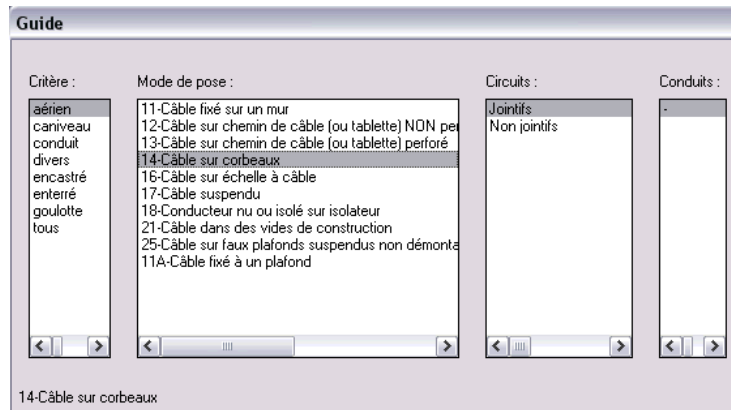 Guide
Critère :
aérien
caniveau
conduit
divers
encastré
enterré
goulotte
tous
Mode de pose :
11-Câble fixé sur un mur
12-Câble sur chemin de câble (ou tablette) NON per
13-Câble sur chemin de câble (ou tablette) perforé
14-Câble sur corbeaux
16-Câble sur échelle à câble
17-Câble suspendu
18-Conducteur nu ou isolé sur isolateur
21-Câble dans des vides de construction
25-Câble sur faux plafonds suspendus non démonta
11A-Câble fixé à un plafond
Circuits :
Jointifs
Non jointifs
Conduits :
-
14-Câble sur corbeaux